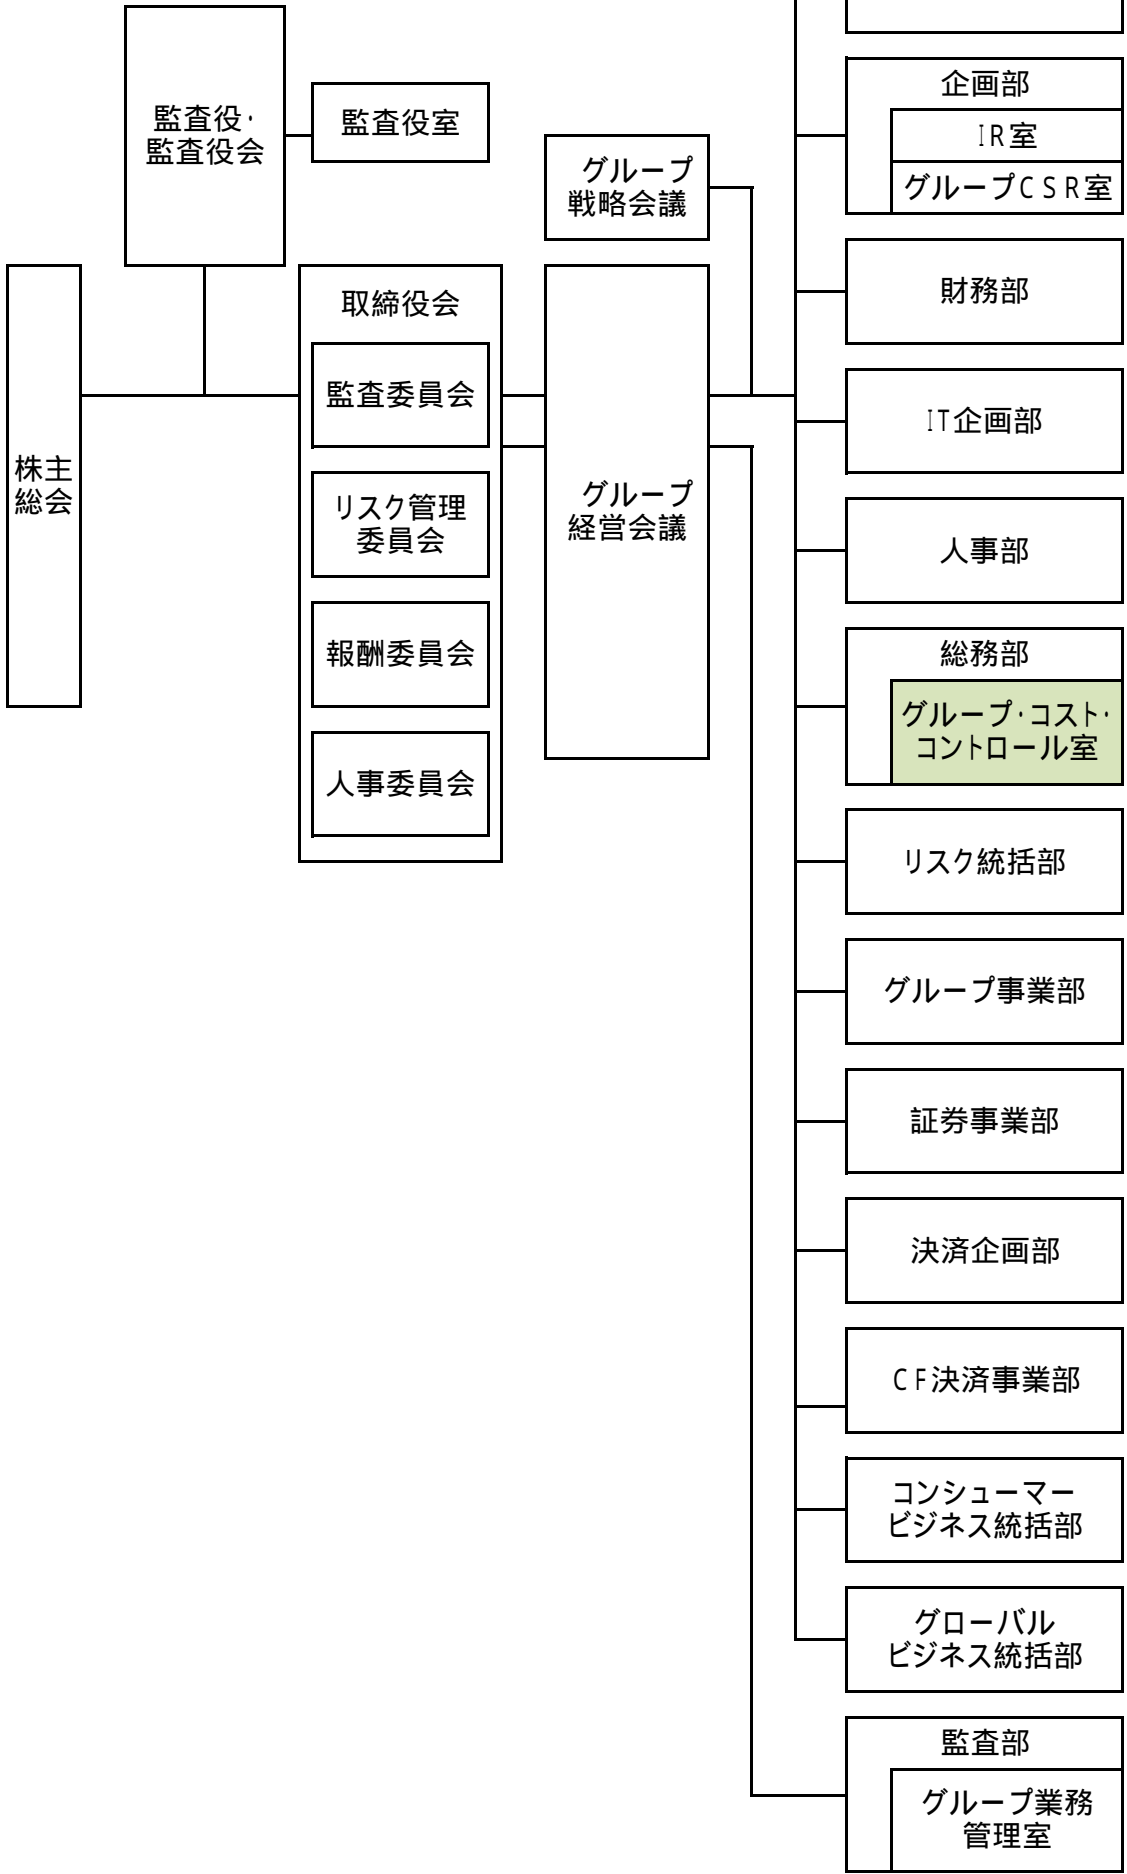 監査役・
監査役会
監査役室
グループ
戦略会議
株主
総会
取締役会
監査委員会
リスク管理
委員会
報酬委員会
人事委員会
グループ
経営会議
企画部
IR室
グループCSR室
財務部
IT企画部
人事部
総務部
グループ・コスト・
コントロール室
リスク統括部
グループ事業部
証券事業部
決済企画部
CF決済事業部
コンシューマー
ビジネス統括部
グローバル
ビジネス統括部
監査部
グループ業務
管理室